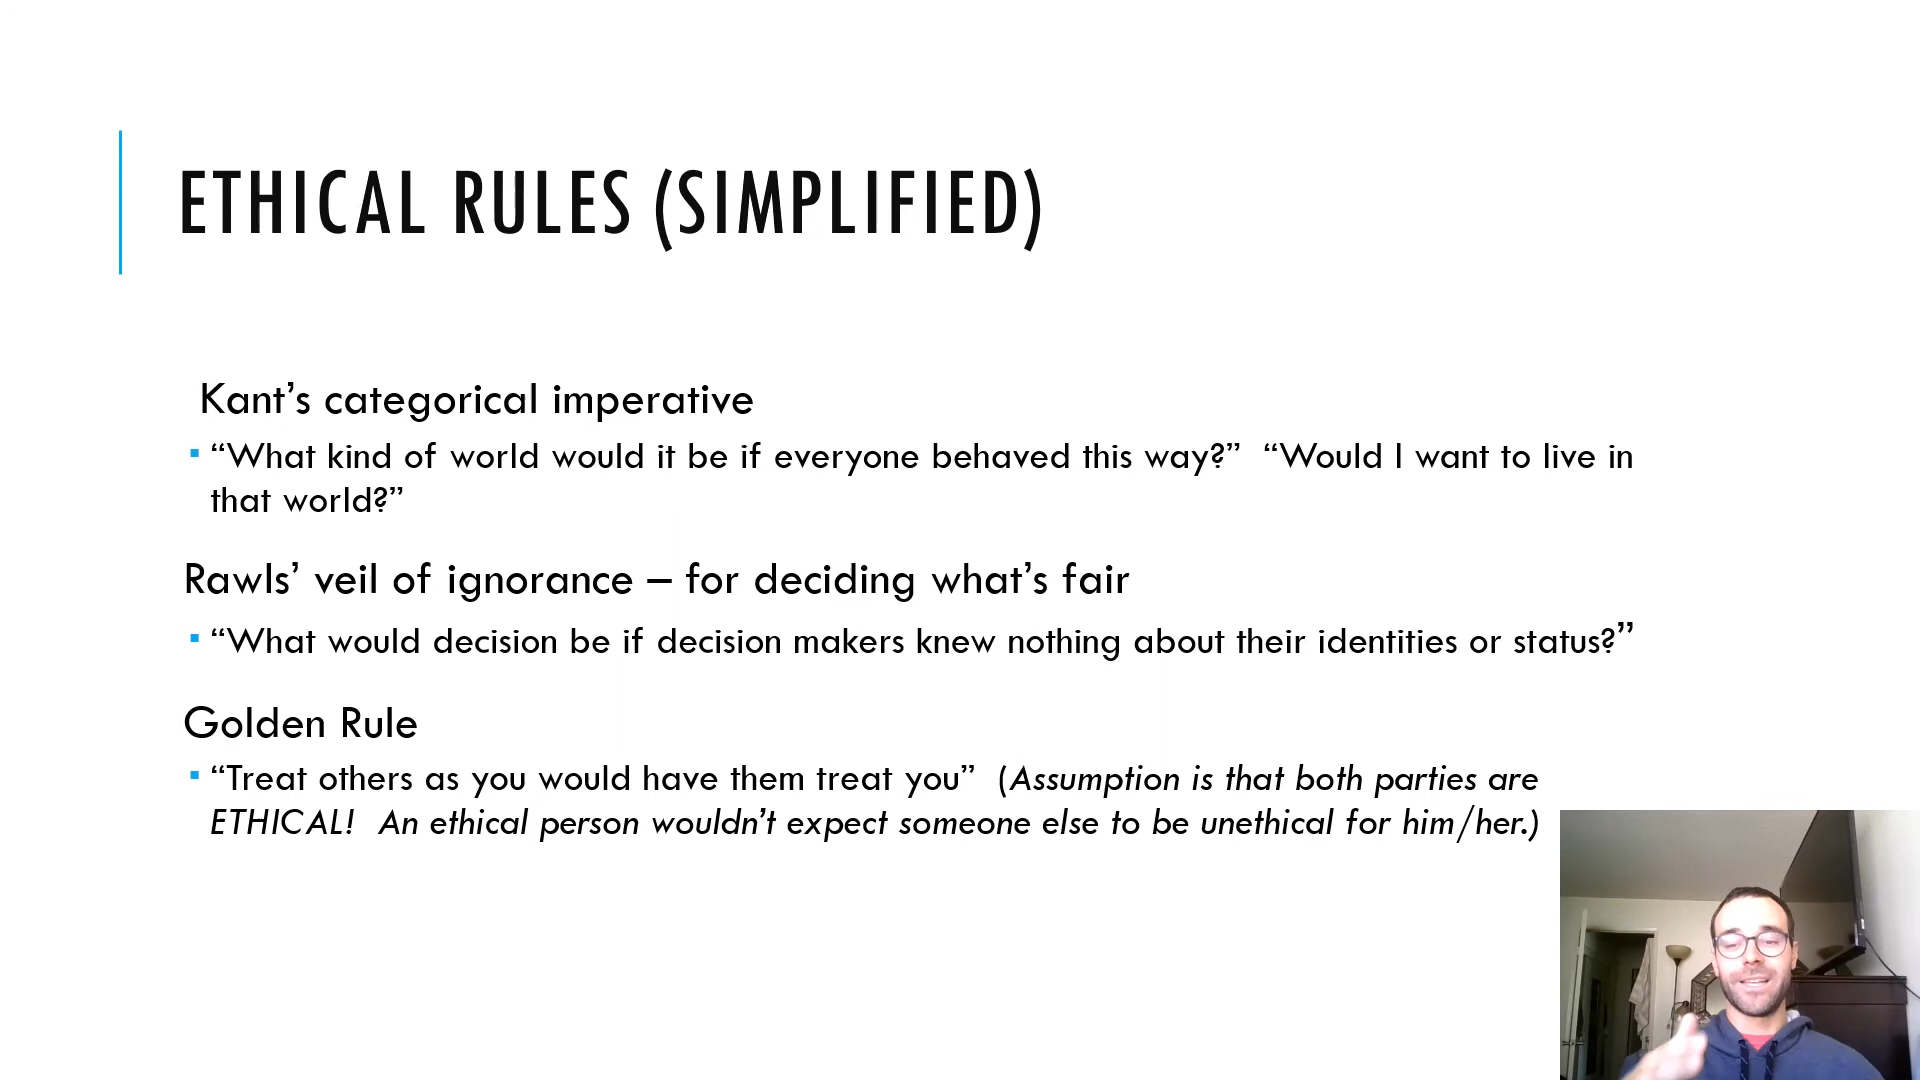 ETHICAL RULES (SIMPLIFIED)
Kant’s categorical imperative
▪ “What kind of world would it be if everyone behaved this way?”  “Would I want to live in
that world?”
Rawls’ veil of ignorance – for deciding what’s fair
▪ “What would decision be if decision makers knew nothing about their identities or status?”
Golden Rule
▪ “Treat others as you would have them treat you”  (Assumption is that both parties are
ETHICAL!  An ethical person wouldn’t expect someone else to be unethical for him/her.)